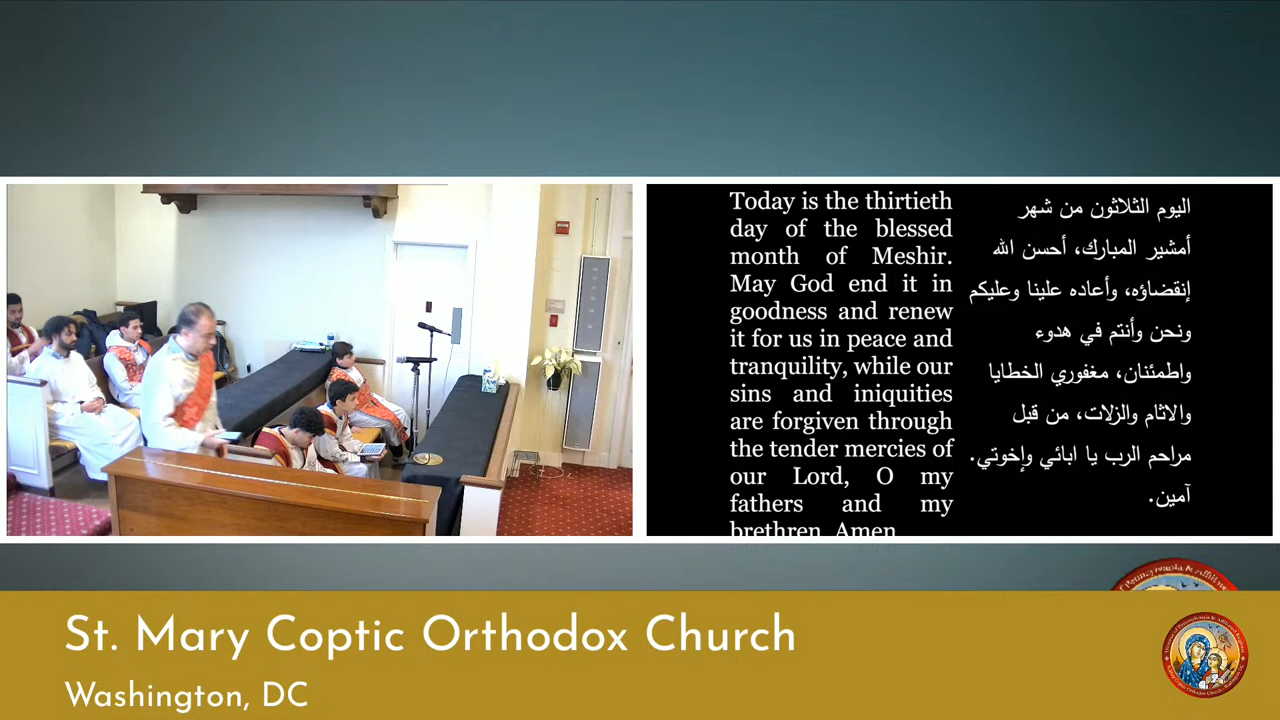 Today is the thirtieth
day of the blessed
month of Meshir.
May God end it in
goodness and renew
it for us in peace and
tranquility, while our
sins and iniquities
are forgiven through
the tender mercies of
our Lord, O my
fathers and my
brethren. Amen.
اليوم الثلاثون من شهر
أمشير المبارك، أحسن الله
إنقضاؤه، وأعاده علينا وعليكم
ونحن وأنتم في هدوء
واطمئنان، مغفوري الخطايا
والاثام والزلات، من قبل
مراحم الرب يا ابائي وإخوتي.
آمين.
St. Mary Coptic Orthodox Church
Washington, DC